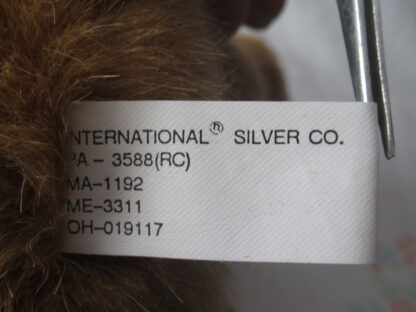 INTERNATIONAL® SILVER CO.
PA - 3588(RC)
MA-1192
ME-3311
OH-019117